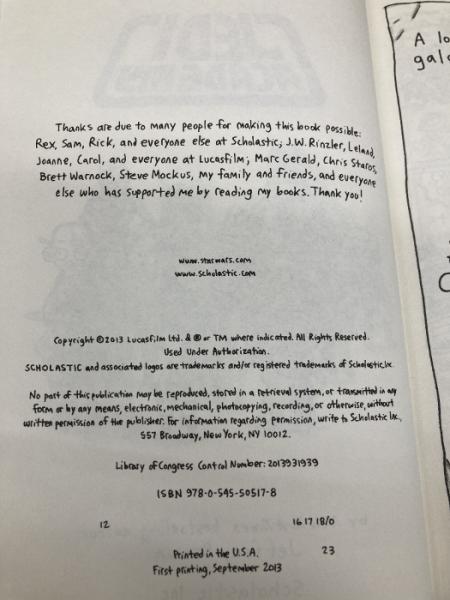 Thanks are due to many people for making this book possible:
Rex, Sam, Rick, and everyone else at Scholastic; J.W. Rinzler, Leland,
Joanne, Carol, and everyone at Lucasfilm; Marc Gerald, Chris Staros,
Brett Warnock, Steve Mockus, my family and friends, and everyone
else who has supported me by reading my books. Thank you!
www.starwars.com
www.scholastic.com
Copyright ©2013 Lucasfilm Ltd. & ® or TM where indicated. All Rights Reserved.
Used Under Authorization.
SCHOLASTIC and associated logos are trademarks and/or registered trademarks of Scholastic Inc.
No part of this publication may be reproduced, stored in a retrieval system, or transmitted in any
form or by any means, electronic, mechanical, photocopying, recording, or otherwise, without
written permission of the publisher. For information regarding permission, write to Scholastic Inc.,
557 Broadway, New York, NY 10012.
Library of Congress Control Number: 2013931939
ISBN 978-0-545-50517-8
12 16 17 18/0
Printed in the U.S.A. 23
First printing, September 2013
A lo
gala